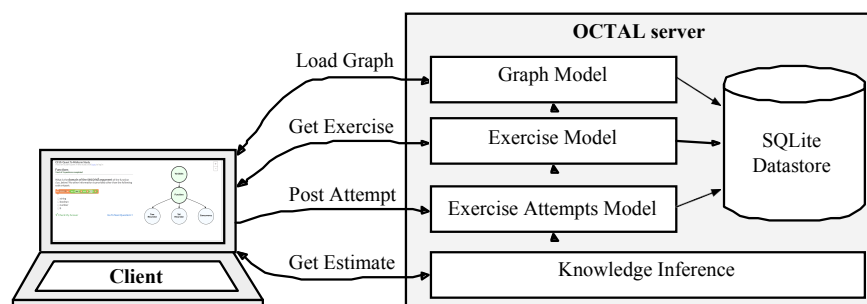 OCTAL server
Load Graph
Graph Model
Get Exercise
Exercise Model
SQLite
Datastore
Post Attempt
Exercise Attempts Model
Get Estimate
Knowledge Inference
Client